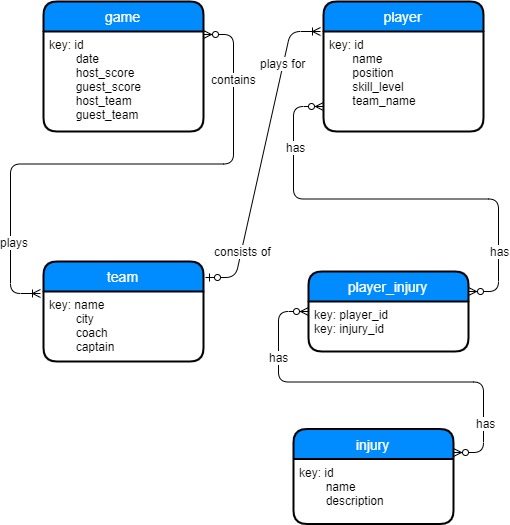 game
key: id
date
host_score
guest_score
host_team
guest_team
contains
plays for
player
key: id
name
position
skill_level
team_name
has
plays
consists of
has
team
key: name
city
coach
captain
player_injury
key: player_id
key: injury_id
has
has
injury
key: id
name
description